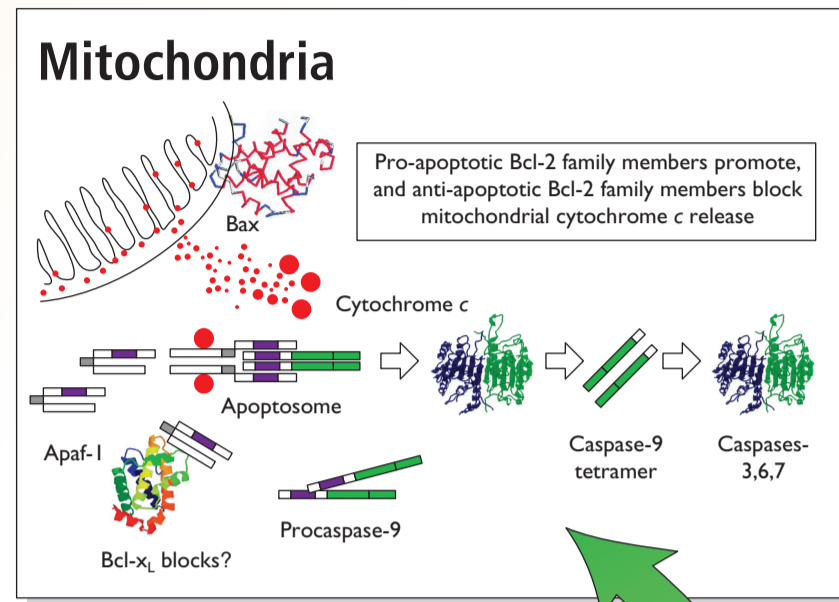 Mitochondria
Pro-apoptotic Bcl-2 family members promote,
and anti-apoptotic Bcl-2 family members block
mitochondrial cytochrome c release
Bax
Cytochrome c
Apoptosome
Apaf-1
Caspase-9
tetramer
Caspases-
3,6,7
Procaspase-9
Bcl-xL blocks?